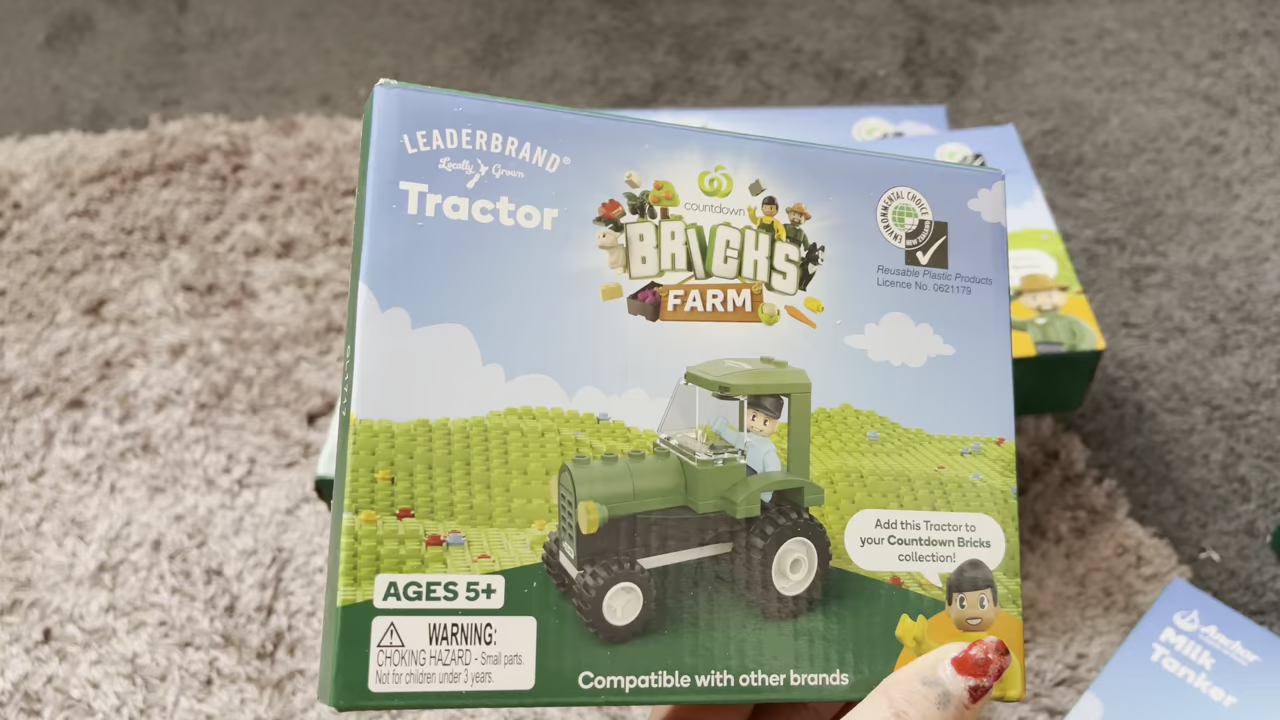 LEADERBRAND®
Locally Grown
Tractor
countdown
BRICKS
FARM
ENVIRONMENTAL CHOICE
NEW ZEALAND
Reusable Plastic Products
Licence No. 0621179
Add this Tractor to
your Countdown Bricks
collection!
AGES 5+
WARNING:
CHOKING HAZARD - Small parts.
Not for children under 3 years.
Compatible with other brands
Anchor
Milk
Tanker